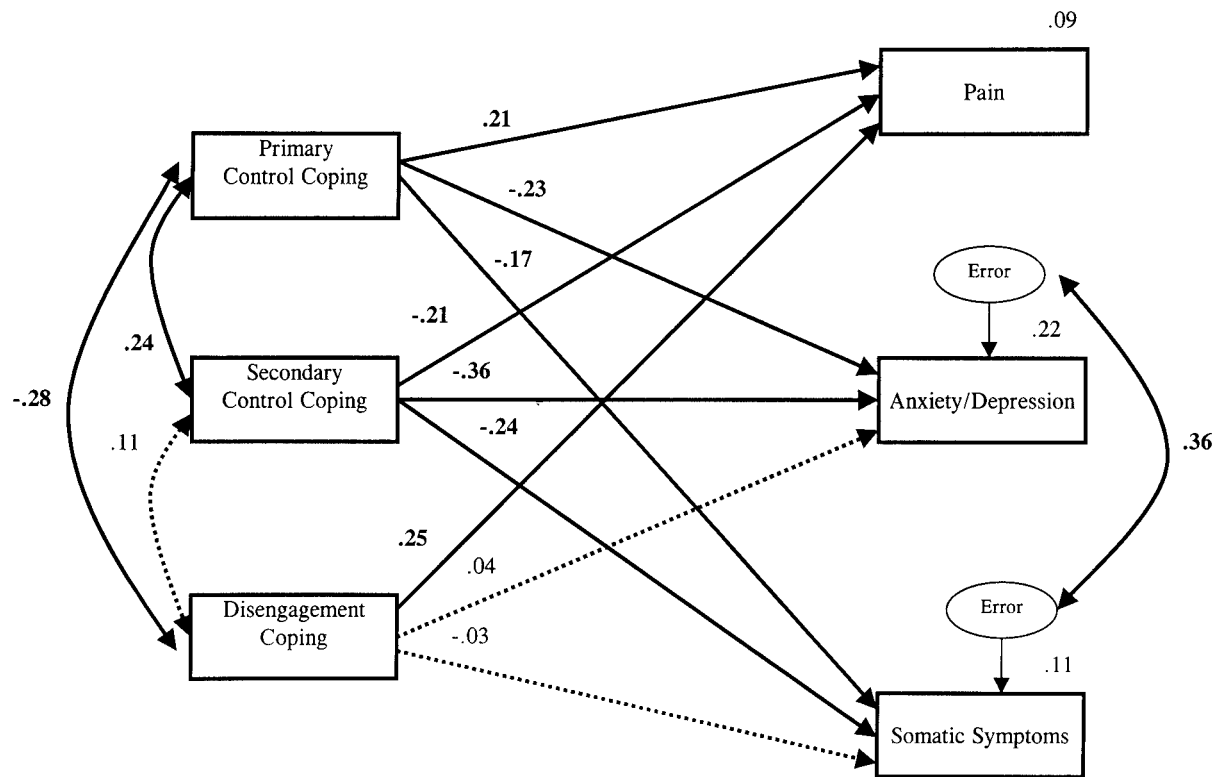 .09
Pain
.21
Primary
Control Coping
-.23
-.17
Error
-.21
.22
.24
Secondary
Control Coping
-.36
Anxiety/Depression
-.28
-.24
.11
.36
.25
.04
Disengagement
Coping
Error
-.03
.11
Somatic Symptoms